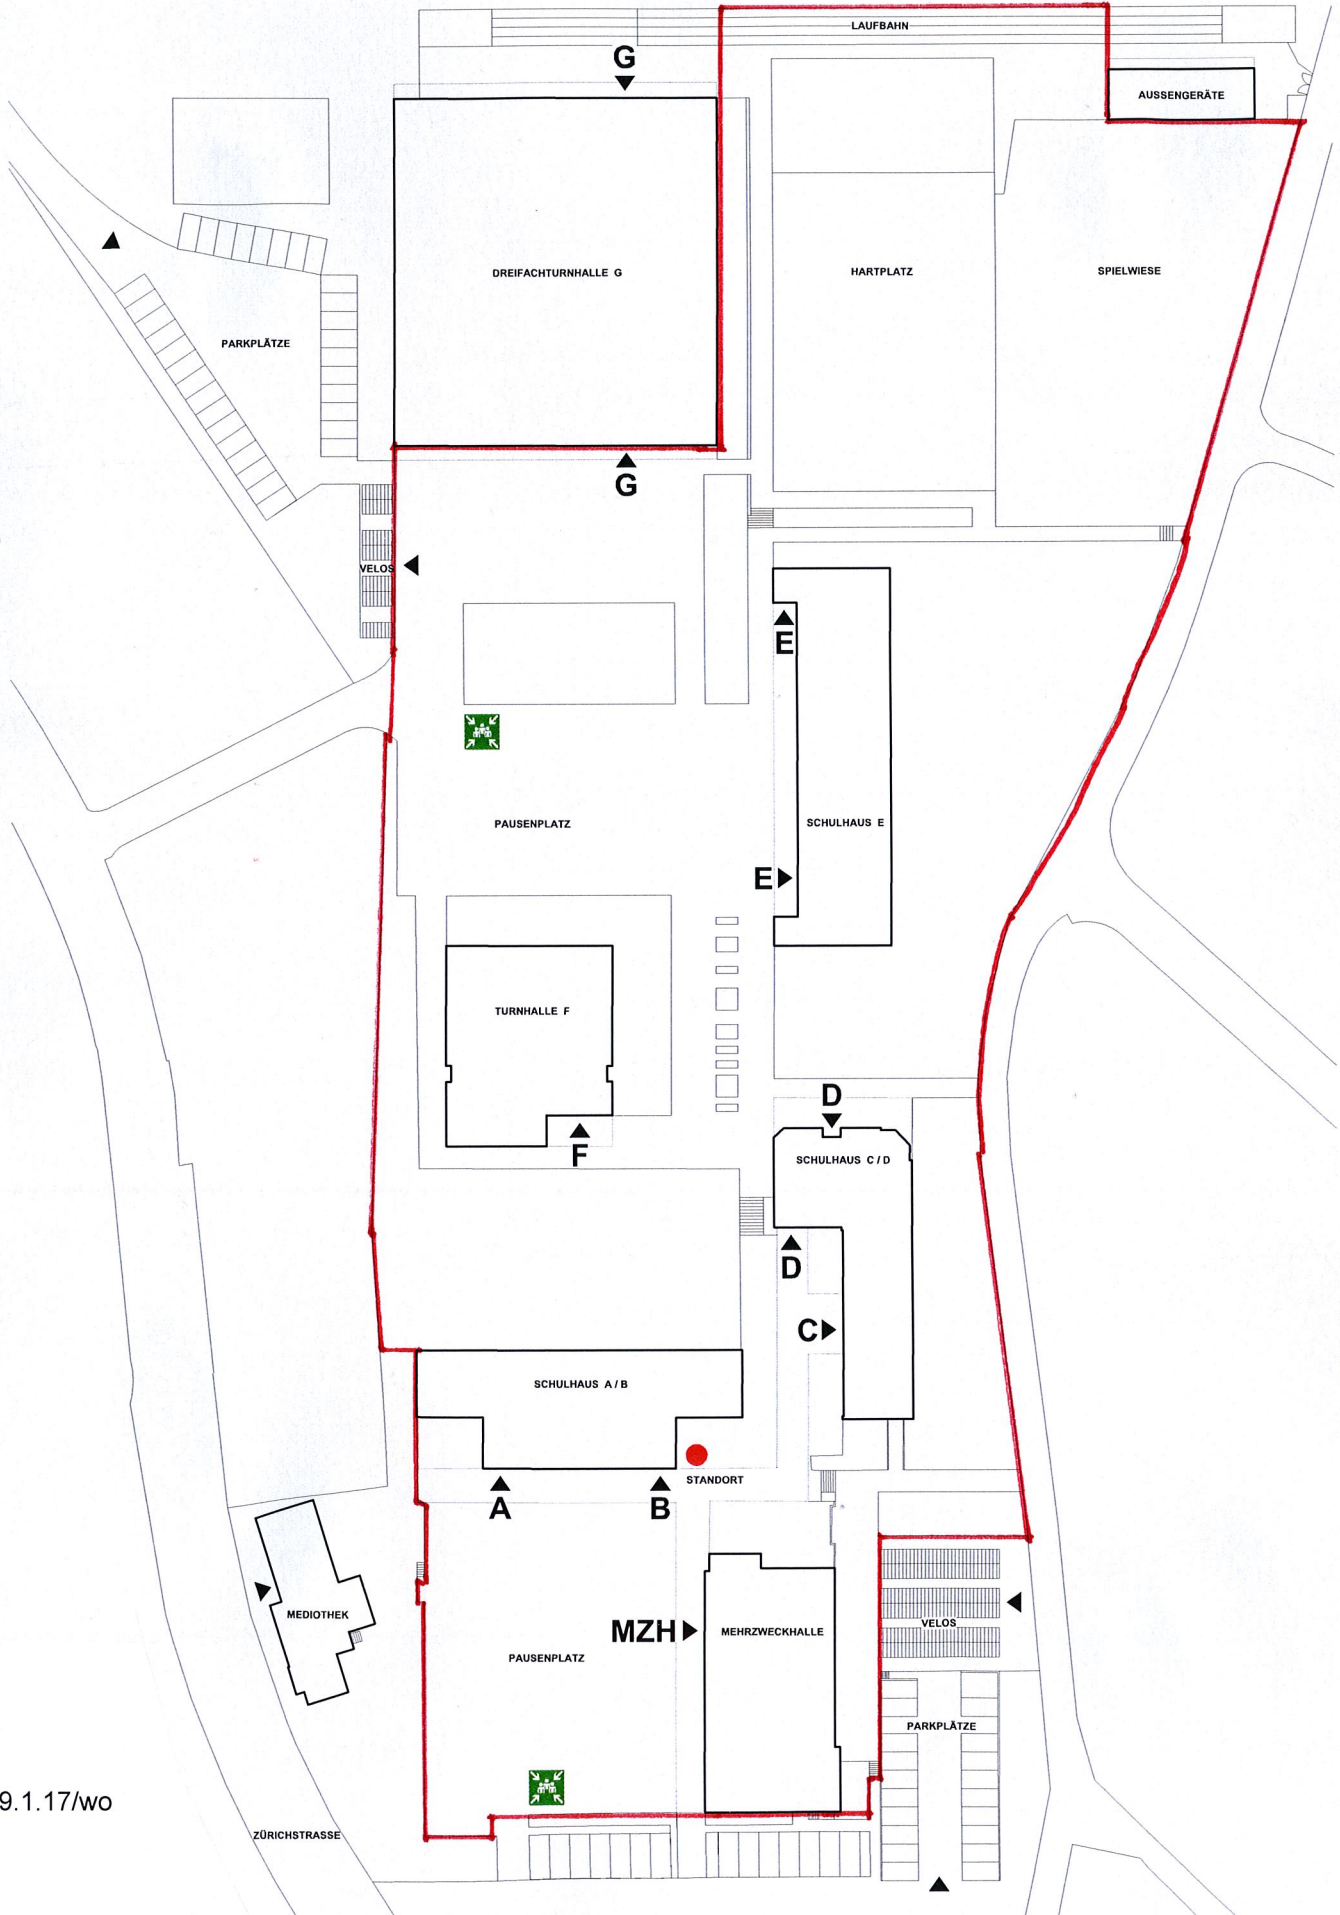 LAUFBAHN
G
AUSSENGERÄTE
DREIFACHTURNHALLE G
HARTPLATZ
SPIELWIESE
PARKPLÄTZE
G
VELOS
E
PAUSENPLATZ
SCHULHAUS E
E
TURNHALLE F
D
F
SCHULHAUS C / D
D
C
SCHULHAUS A / B
STANDORT
A
B
MEDIOTHEK
MZH
MEHRZWECKHALLE
VELOS
PAUSENPLATZ
PARKPLÄTZE
9.1.17/wo
ZÜRICHSTRASSE